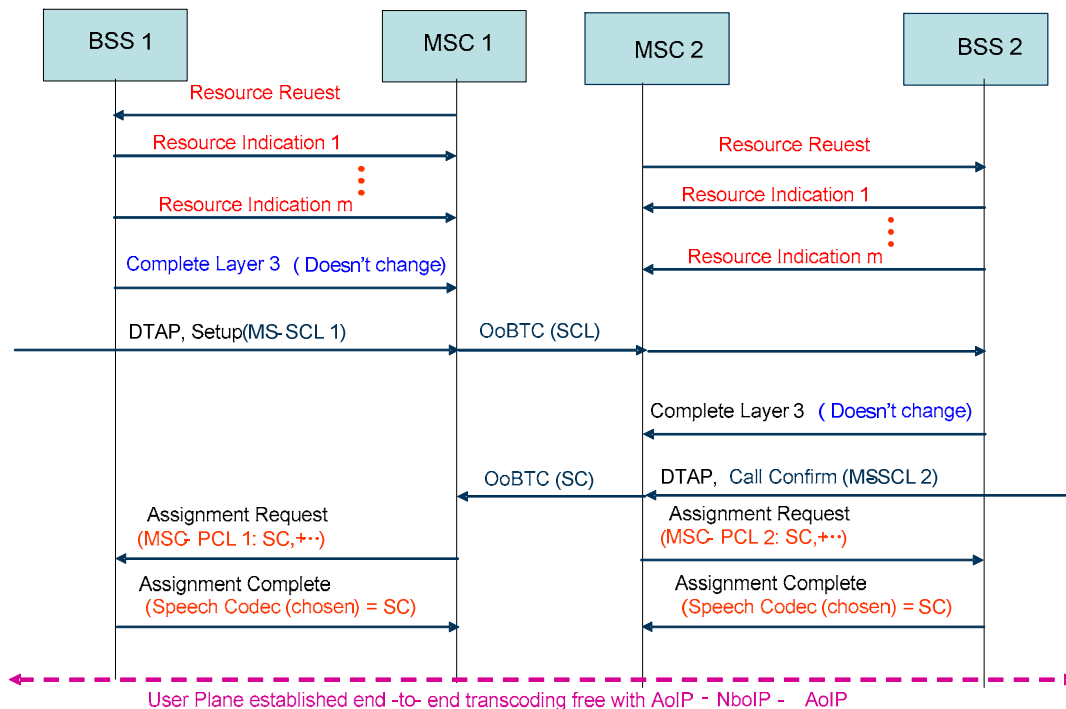 BSS 1
MSC 1
MSC 2
BSS 2
Resource Reuest
Resource Indication 1
Resource Reuest
Resource Indication 1
Resource Indication m
Resource Indication m
Complete Layer 3 ( Doesn't change)
DTAP, Setup(MS- SCL 1)
OoBTC (SCL)
Complete Layer 3 ( Doesn't change)
OoBTC (SC)
DTAP, Call Confirm (MS-SCL 2)
Assignment Request
(MSC- PCL 1: SC,+··)
Assignment Request
(MSC- PCL 2: SC,+··)
Assignment Complete
(Speech Codec (chosen) = SC)
Assignment Complete
(Speech Codec (chosen) = SC)
User Plane established end -to- end transcoding free with AoIP - NboIP - AoIP